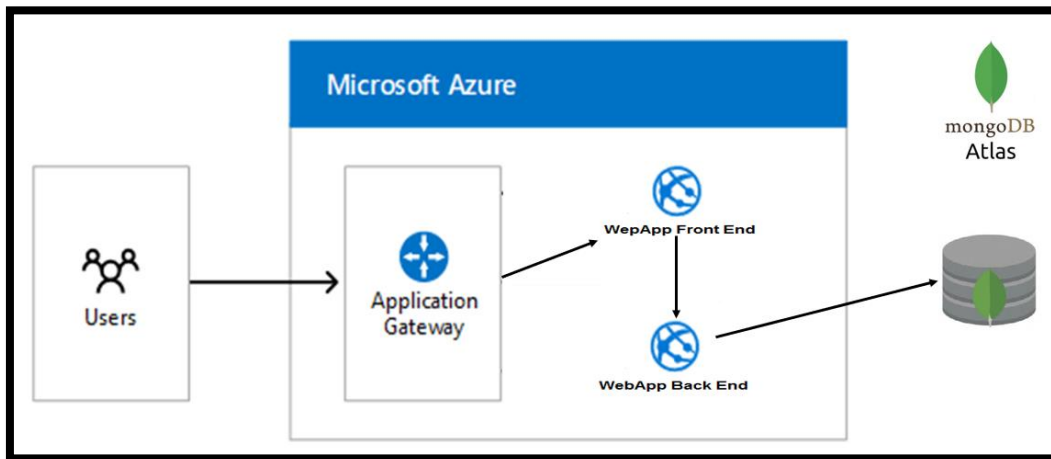 Microsoft Azure
mongoDB
Atlas
WepApp Front End
Users
Application
Gateway
WebApp Back End